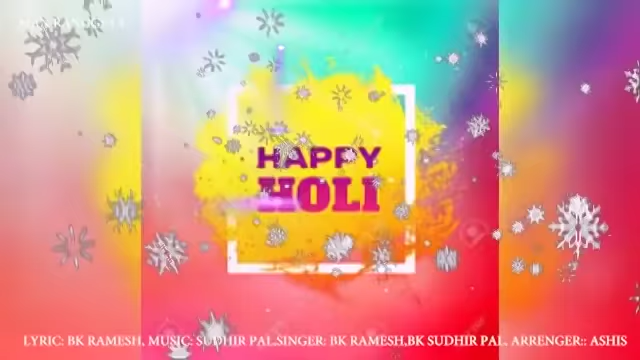 HAPPY
HOLI
LYRIC: BK RAMESH, MUSIC: SUDHIR PAL.SINGER: BK RAMESH,BK SUDHIR PAL, ARRENGER:: ASHIS